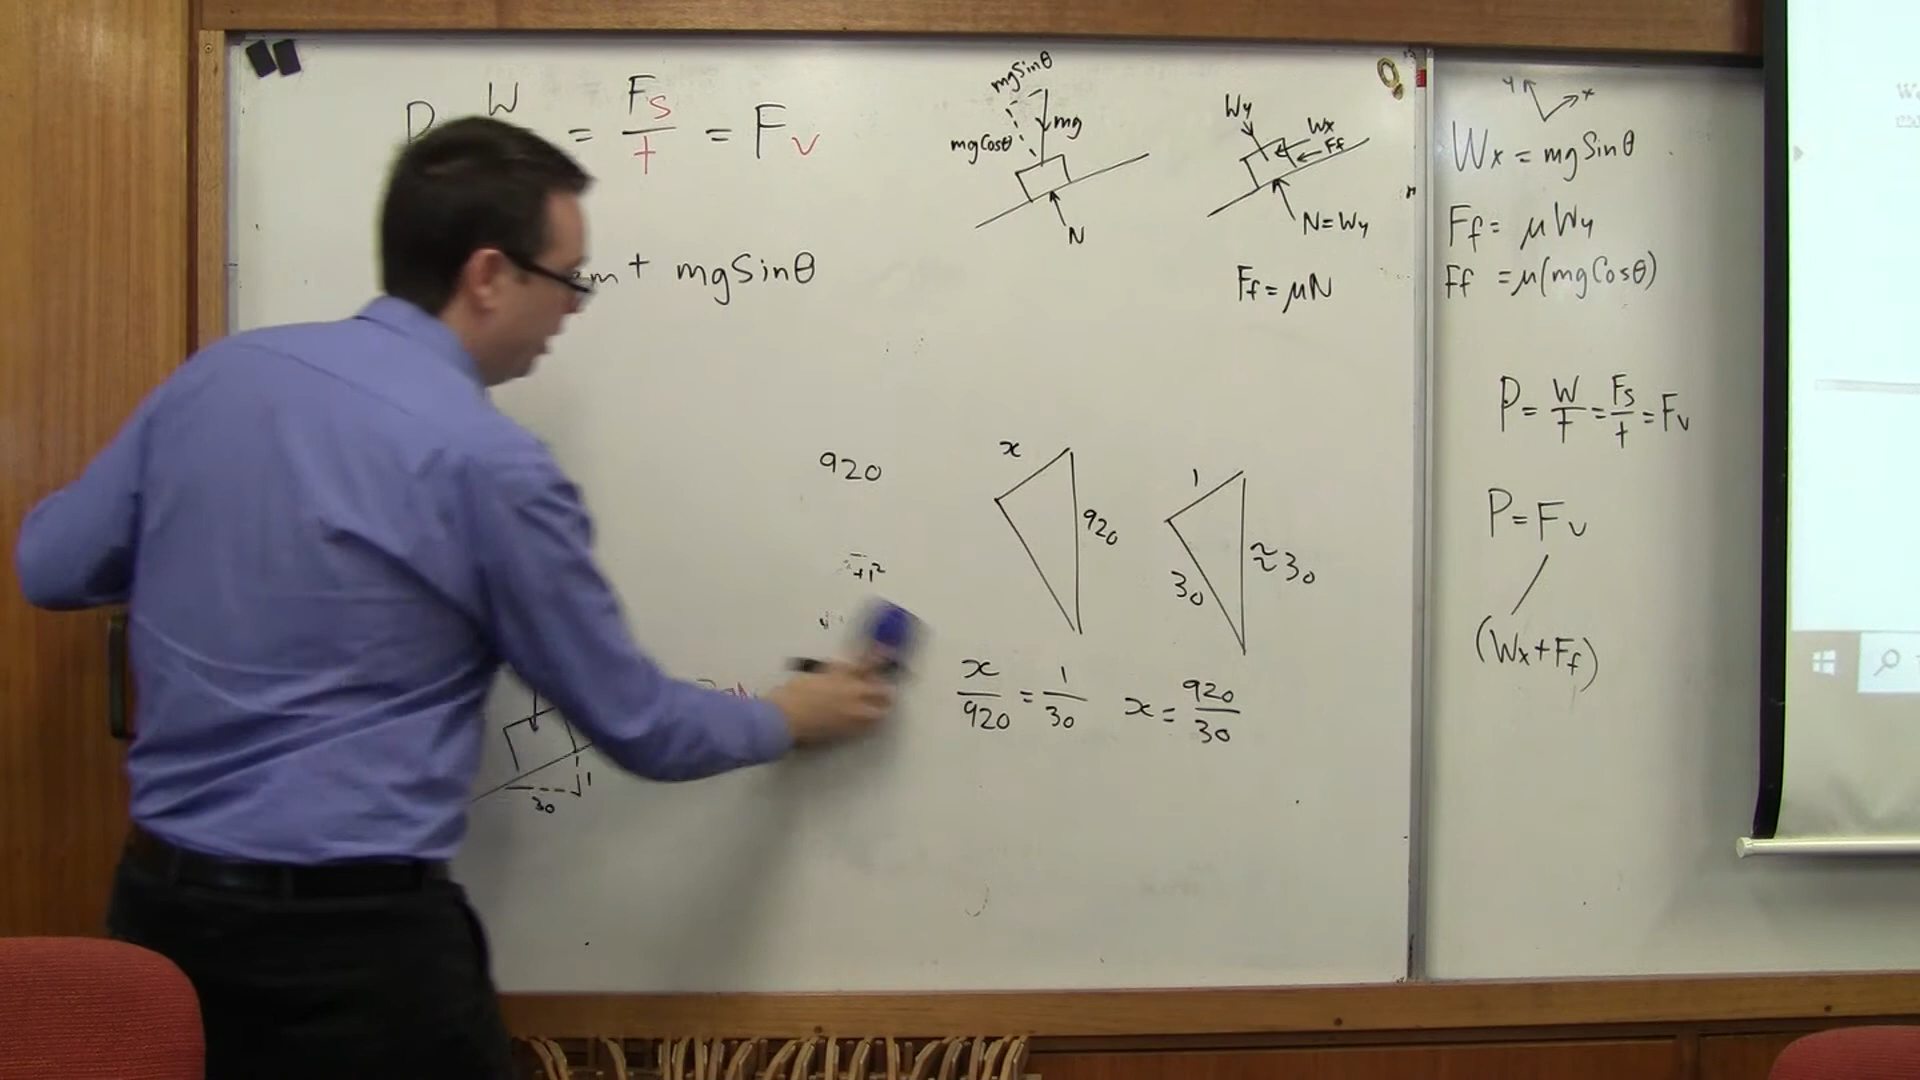 P W = Fs/t = Fv
m + mgSinθ
mgSinθ
mg
mgCosθ
N
Wy
Wx
Ff
N=Wy
Ff = μN
920
+1²
x
920
1
30
≈30
x/920 = 1/30
x = 920/30
30
1
y x
Wx = mgSinθ
Ff = μWy
Ff = μ(mgCosθ)
P = W/t = Fs/t = Fv
P = Fv
(Wx+Ff)